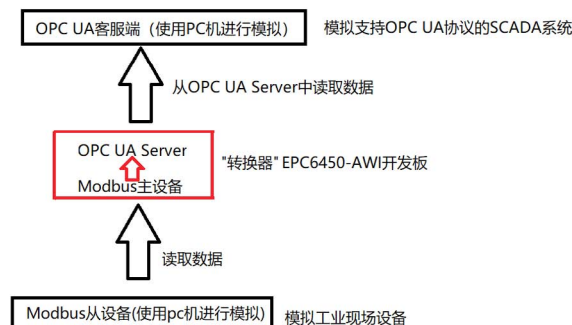 OPC UA客服端（使用PC机进行模拟） 模拟支持OPC UA协议的SCADA系统
从OPC UA Server中读取数据
OPC UA Server
"转换器" EPC6450-AWI开发板
Modbus主设备
读取数据
Modbus从设备(使用pc机进行模拟) 模拟工业现场设备